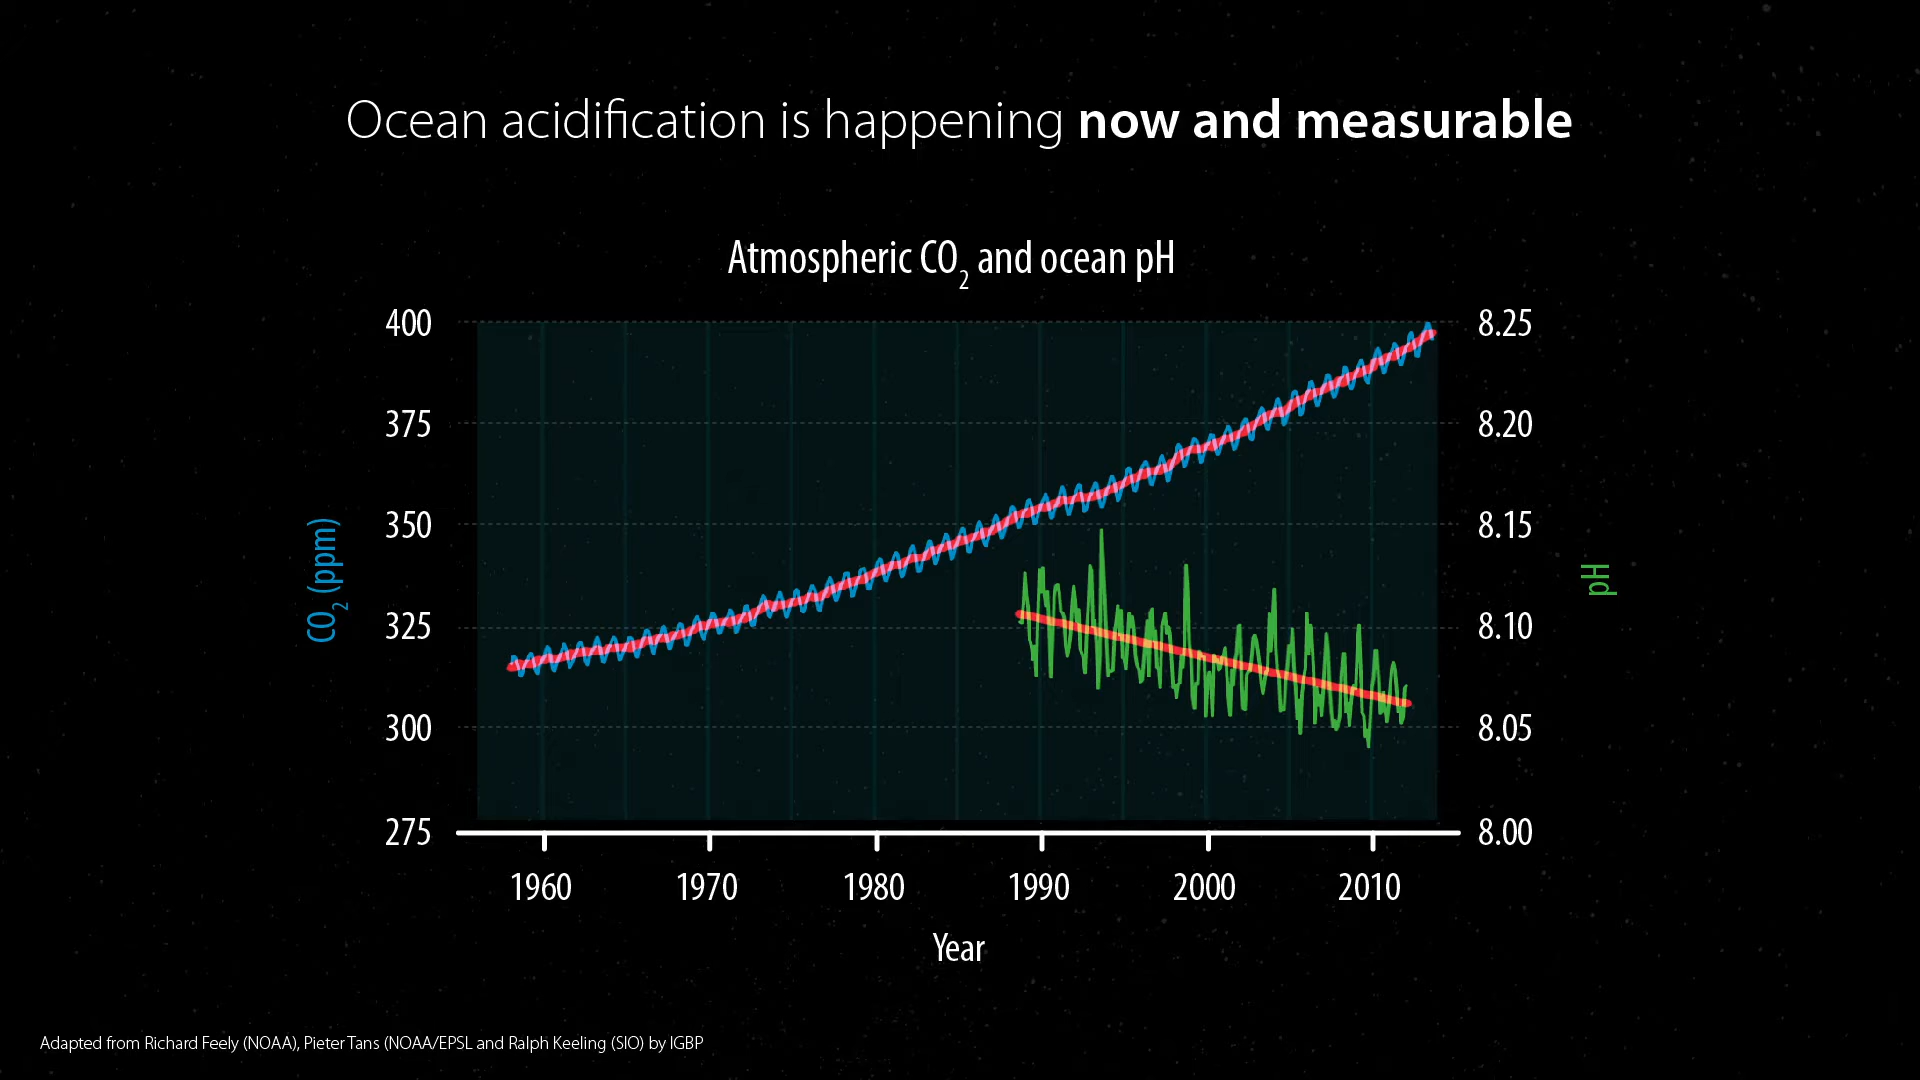 Ocean acidification is happening now and measurable
Atmospheric CO₂ and ocean pH
400
375
350
325
300
275
CO₂ (ppm)
8.25
8.20
8.15
8.10
8.05
8.00
pH
1960 1970 1980 1990 2000 2010
Year
Adapted from Richard Feely (NOAA), Pieter Tans (NOAA/EPSL and Ralph Keeling (SIO) by IGBP